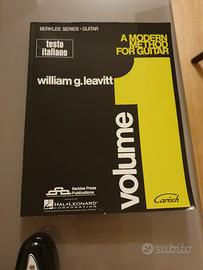 BERKLEE SERIES · GUITAR
testo
italiano
A MODERN
METHOD
FOR GUITAR
william g. leavitt
volume
1
Berklee Press
Publications
HAL·LEONARD
CORPORATION
Carisch
subito